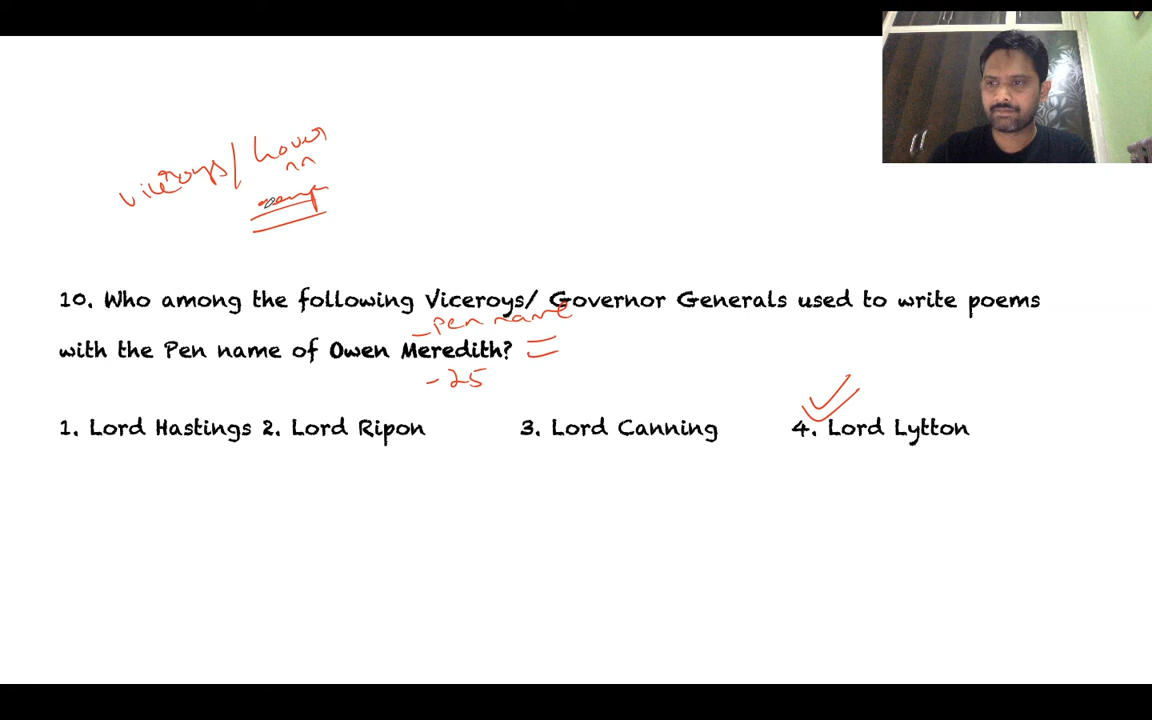 viceroys/ Gover
10. Who among the following Viceroys/ Governor Generals used to write poems
- Pen name
with the Pen name of Owen Meredith?
- 25
1. Lord Hastings 2. Lord Ripon 3. Lord Canning 4. Lord Lytton